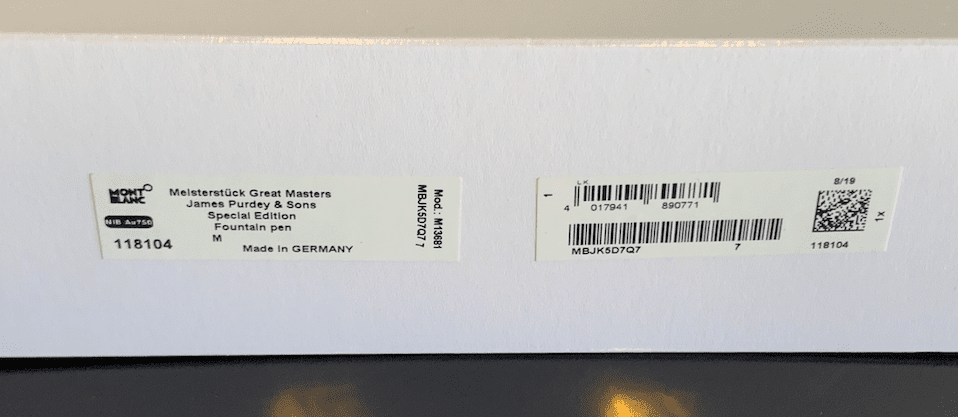 MONT
BLANC
NIB Au750
118104
Meisterstück Great Masters
James Purdey & Sons
Special Edition
Fountain pen
M
Made in GERMANY
Mod.: M13681
MBJK5D7Q7 7
1
LK
4 017941 890771
MBJK5D7Q7 7
8/19
1x
118104